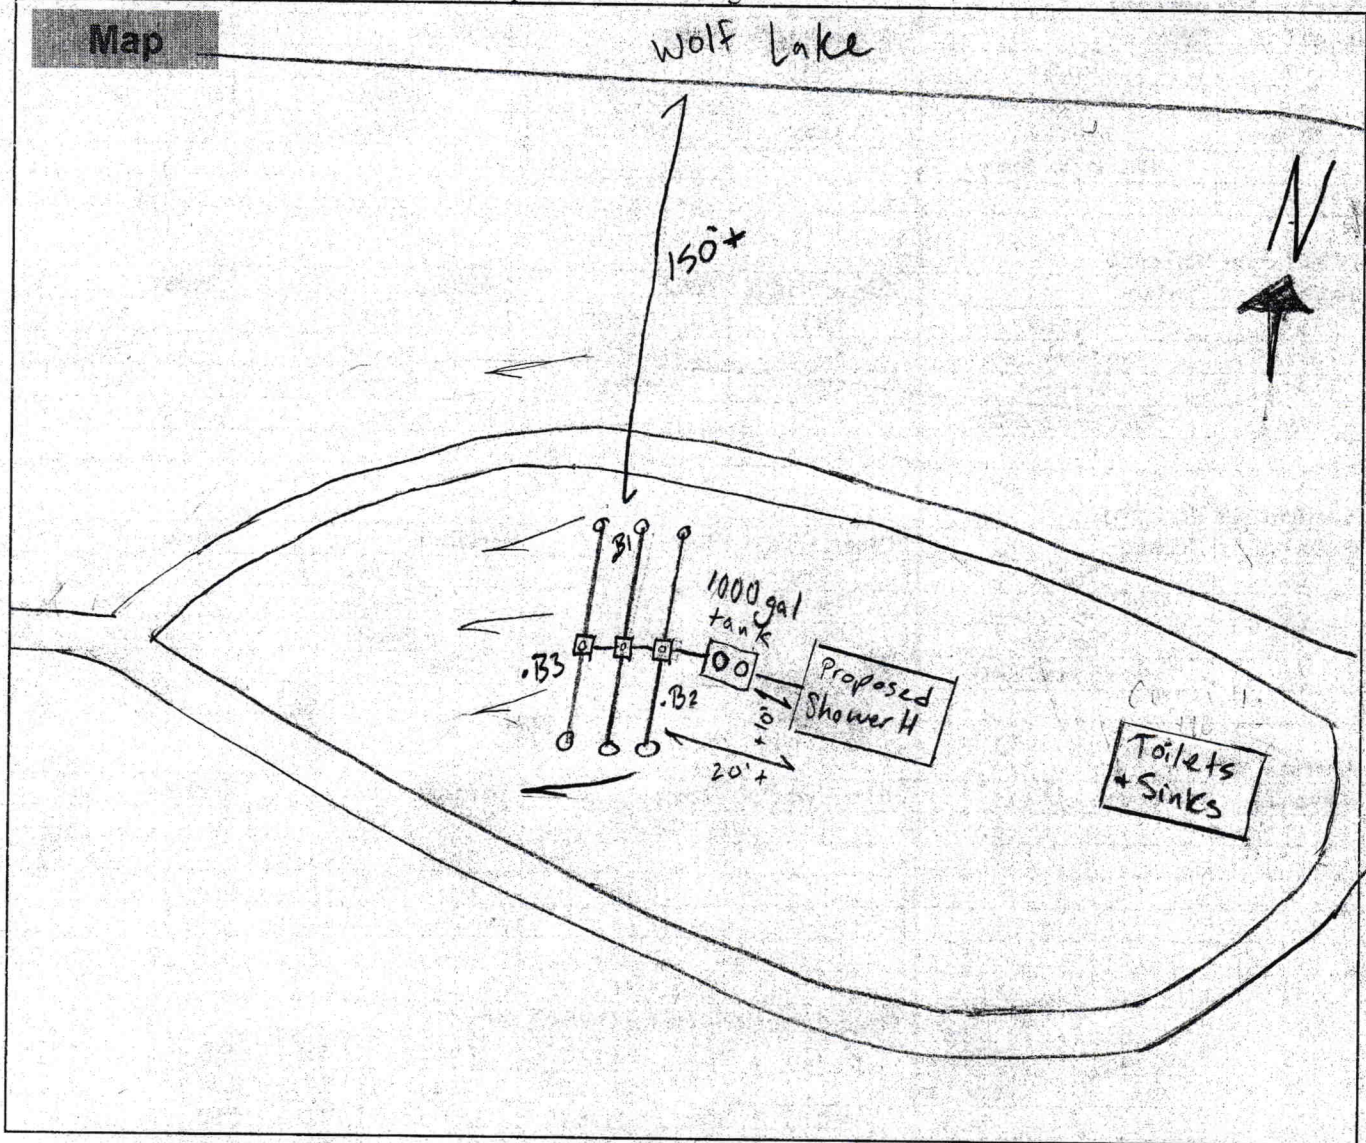 Map
Wolf Lake
N
150'+
B1
1000 gal
tank
.B3
.B2
Proposed
Shower H
10'+
20'+
Toilets
+ Sinks